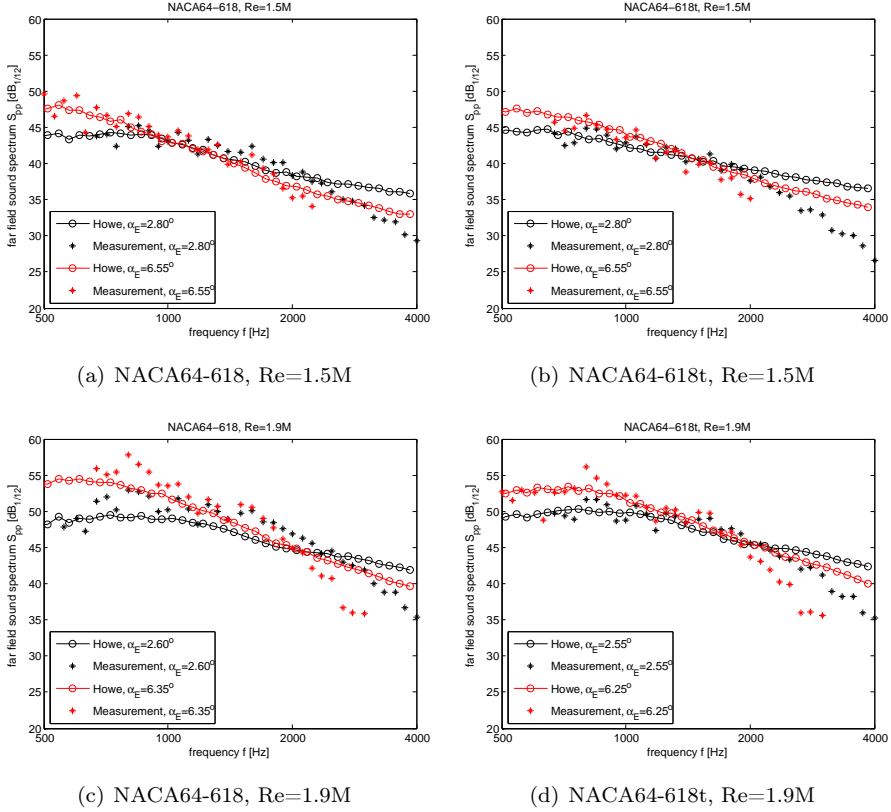 NACA64−618, Re=1.5M
far field sound spectrum S_pp [dB_1/12]
60
55
50
45
40
35
30
25
20
500
1000
2000
4000
frequency f [Hz]
Howe, α_E=2.80°
Measurement, α_E=2.80°
Howe, α_E=6.55°
Measurement, α_E=6.55°
(a) NACA64-618, Re=1.5M
NACA64−618t, Re=1.5M
far field sound spectrum S_pp [dB_1/12]
60
55
50
45
40
35
30
25
20
500
1000
2000
4000
frequency f [Hz]
Howe, α_E=2.80°
Measurement, α_E=2.80°
Howe, α_E=6.55°
Measurement, α_E=6.55°
(b) NACA64-618t, Re=1.5M
NACA64−618, Re=1.9M
far field sound spectrum S_pp [dB_1/12]
60
55
50
45
40
35
30
25
20
500
1000
2000
4000
frequency f [Hz]
Howe, α_E=2.60°
Measurement, α_E=2.60°
Howe, α_E=6.35°
Measurement, α_E=6.35°
(c) NACA64-618, Re=1.9M
NACA64−618t, Re=1.9M
far field sound spectrum S_pp [dB_1/12]
60
55
50
45
40
35
30
25
20
500
1000
2000
4000
frequency f [Hz]
Howe, α_E=2.55°
Measurement, α_E=2.55°
Howe, α_E=6.25°
Measurement, α_E=6.25°
(d) NACA64-618t, Re=1.9M